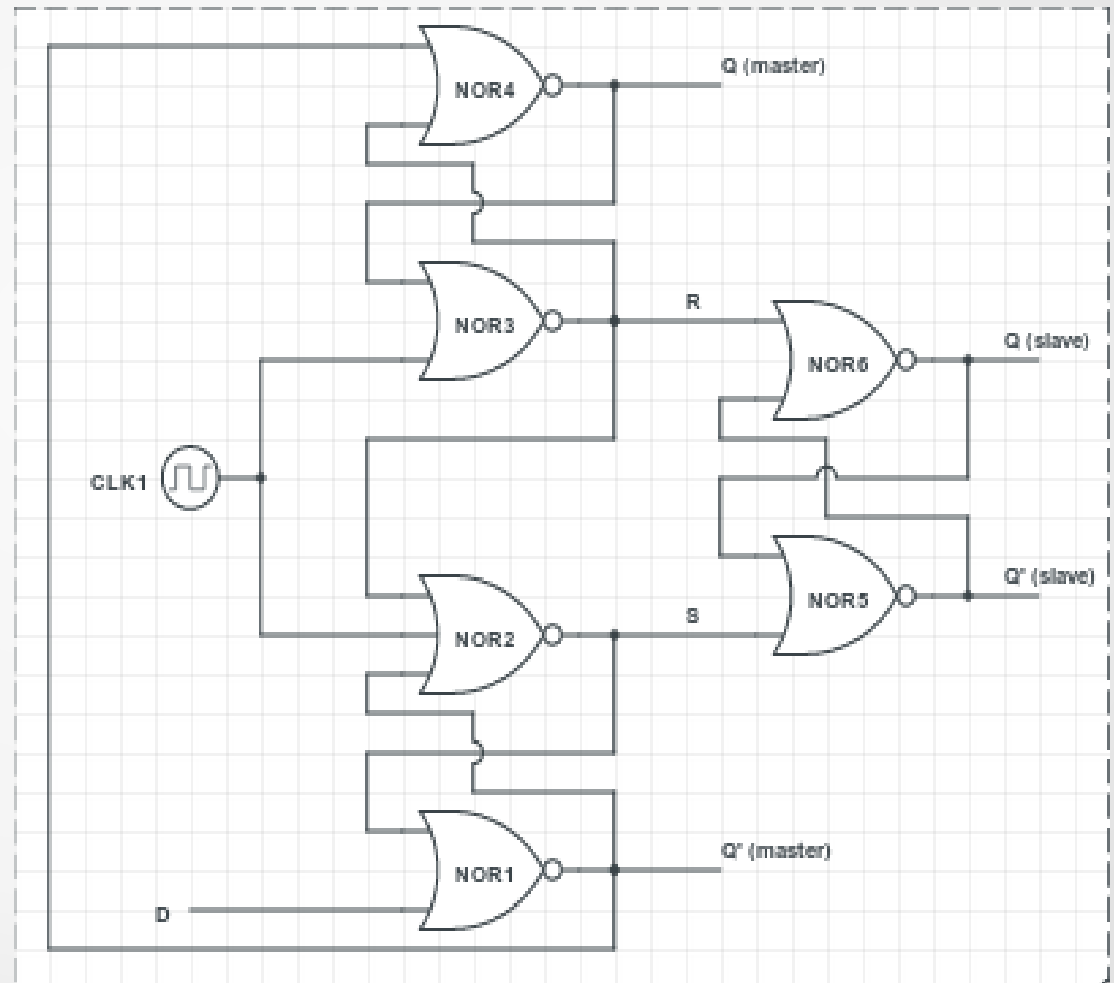 Q (master)
NOR4
R
NOR3
Q (slave)
NOR6
CLK1
Q' (slave)
NOR5
S
NOR2
Q' (master)
NOR1
D